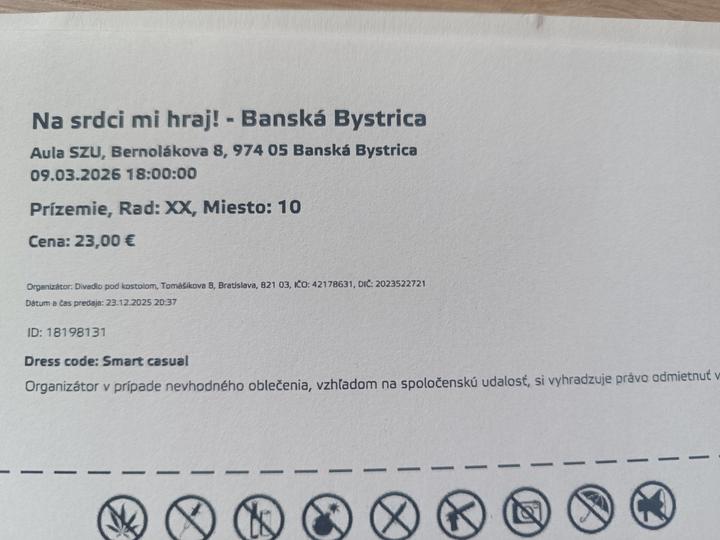 Na srdci mi hraj! - Banská Bystrica
Aula SZU, Bernolákova 8, 974 05 Banská Bystrica
09.03.2026 18:00:00
Prízemie, Rad: XX, Miesto: 10
Cena: 23,00 €
Organizátor: Divadlo pod kostolom, Tomášikova 8, Bratislava, 821 03, IČO: 42178631, DIČ: 2023522721
Dátum a čas predaja: 23.12.2025 20:37
ID: 18198131
Dress code: Smart casual
Organizátor v prípade nevhodného oblečenia, vzhľadom na spoločenskú udalosť, si vyhradzuje právo odmietnuť v